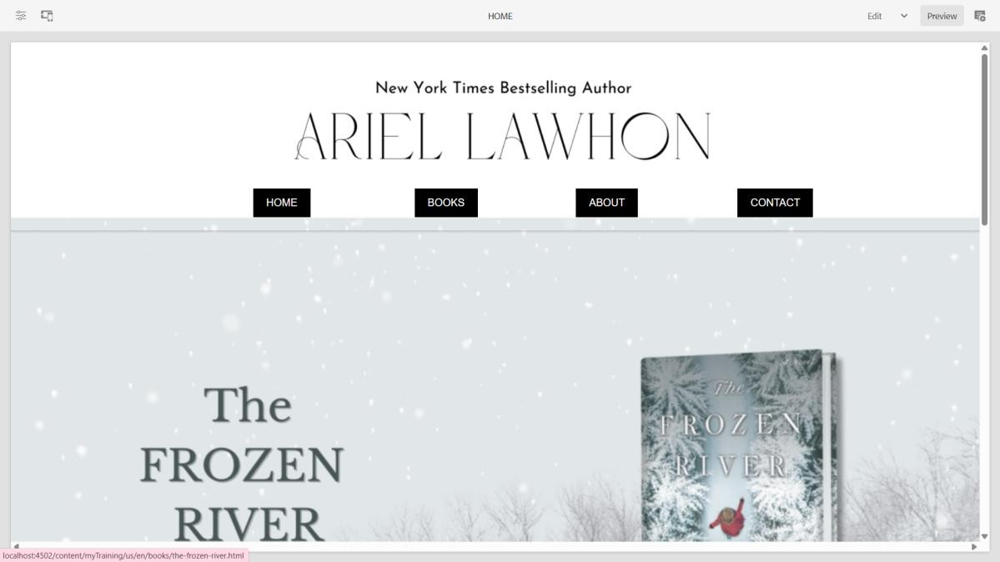 HOME
Edit
Preview
New York Times Bestselling Author
ARIEL LAWHON
HOME
BOOKS
ABOUT
CONTACT
The
FROZEN
RIVER
The
FROZEN
RIVER
localhost:4502/content/myTraining/us/en/books/the-frozen-river.html